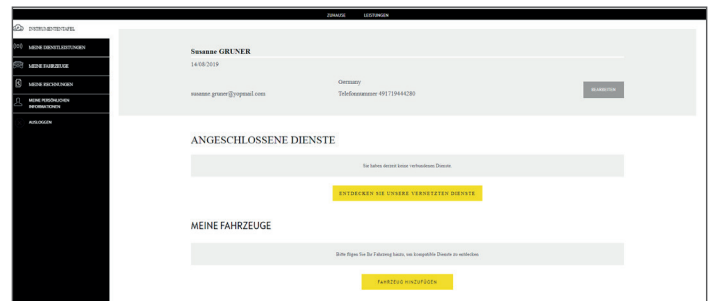 ZUHAUSE LEISTUNGEN
INSTRUMENTENTAFEL
MEINE DIENSTLEISTUNGEN
MEINE FAHRZEUGE
MEINE RECHNUNGEN
MEINE PERSÖNLICHEN
INFORMATIONEN
AUSLOGGEN
Susanne GRUNER
14/08/2019
Germany
susanne.gruner@yopmail.com
Telefonnummer 491719444280
BEARBEITEN
ANGESCHLOSSENE DIENSTE
Sie haben derzeit keine verbundenen Dienste.
ENTDECKEN SIE UNSERE VERNETZTEN DIENSTE
MEINE FAHRZEUGE
Bitte fügen Sie Ihr Fahrzeug hinzu, um kompatible Dienste zu entdecken
FAHRZEUG HINZUFÜGEN